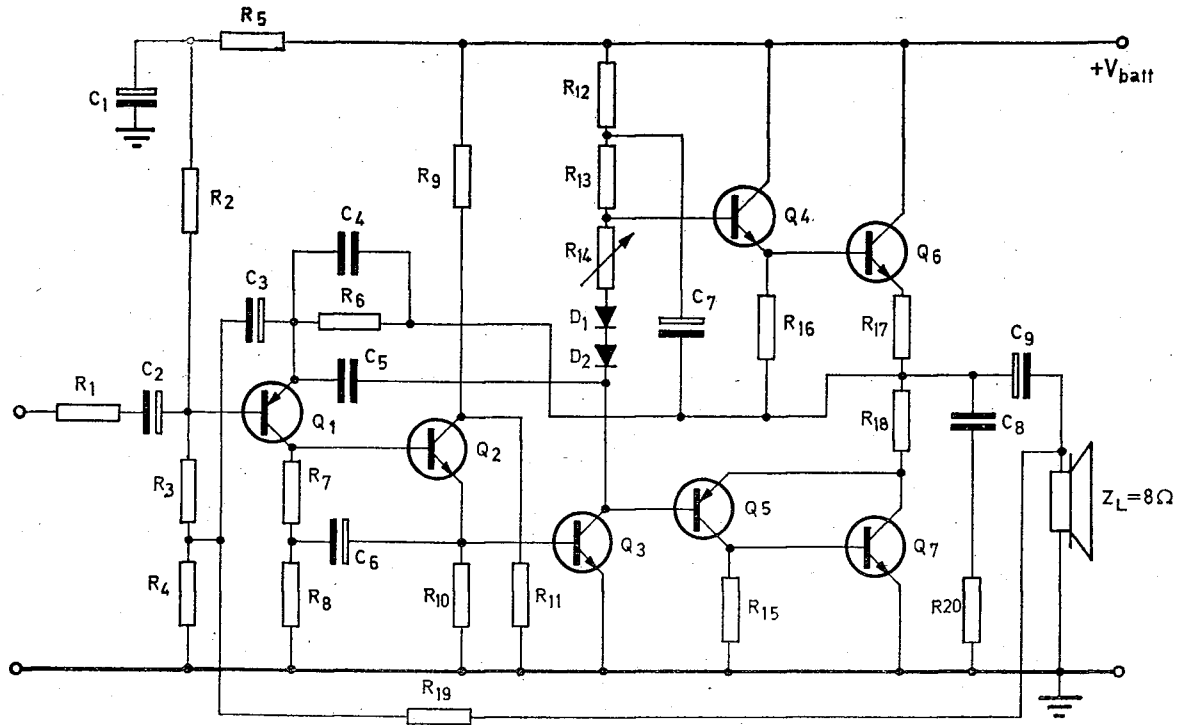 R5
+Vbatt
C1
R12
R2
R9
R13
Q4
C4
R14
Q6
C3
R6
C7
D1
R16
R17
C9
D2
C5
R1
C2
Q1
Q2
R18
C8
R3
R7
Q5
ZL=8Ω
Q3
Q7
C6
R4
R8
R10
R11
R15
R20
R19